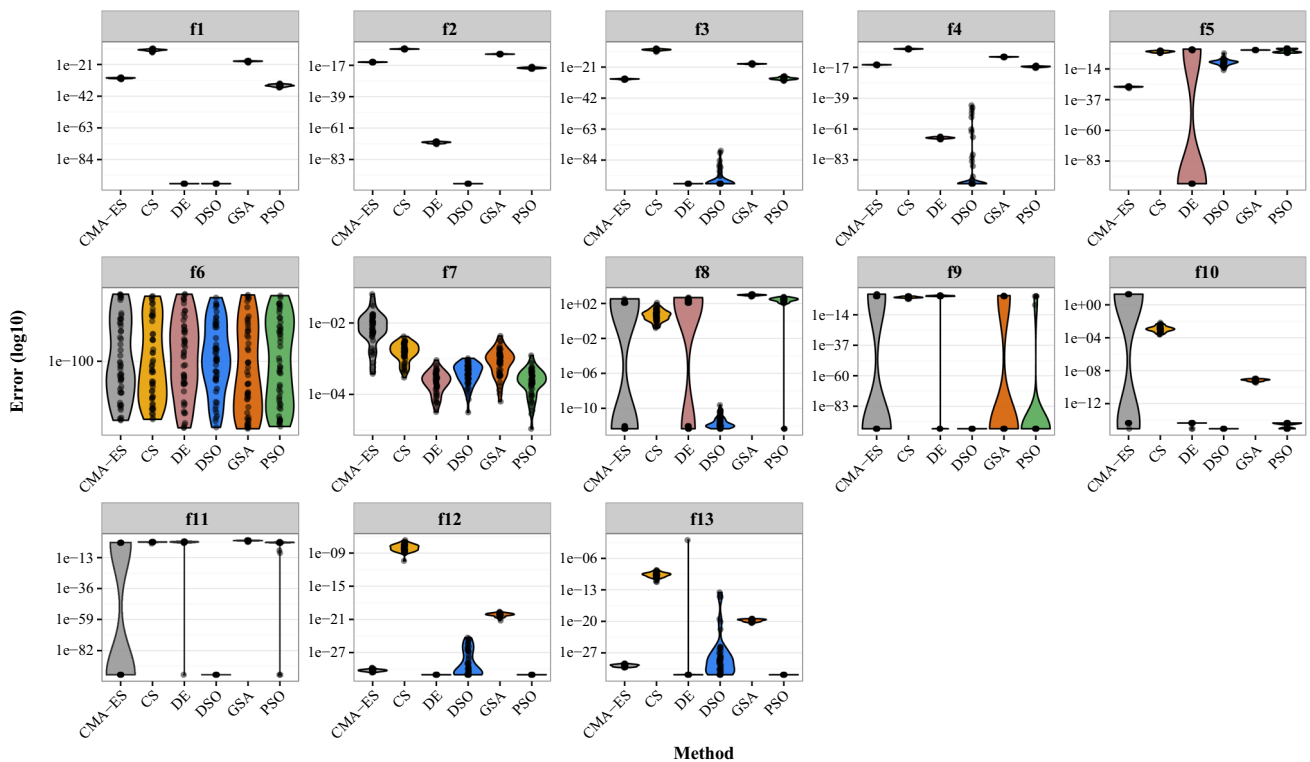 f1
f2
f3
f4
f5
1e−21
1e−42
1e−63
1e−84
1e−17
1e−39
1e−61
1e−83
1e−21
1e−42
1e−63
1e−84
1e−17
1e−39
1e−61
1e−83
1e−14
1e−37
1e−60
1e−83
CMA−ES CS DE DSO GSA PSO
CMA−ES CS DE DSO GSA PSO
CMA−ES CS DE DSO GSA PSO
CMA−ES CS DE DSO GSA PSO
CMA−ES CS DE DSO GSA PSO
Error (log10)
f6
f7
f8
f9
f10
1e−100
1e−02
1e−04
1e+02
1e−02
1e−06
1e−10
1e−14
1e−37
1e−60
1e−83
1e+00
1e−04
1e−08
1e−12
CMA−ES CS DE DSO GSA PSO
CMA−ES CS DE DSO GSA PSO
CMA−ES CS DE DSO GSA PSO
CMA−ES CS DE DSO GSA PSO
CMA−ES CS DE DSO GSA PSO
f11
f12
f13
1e−13
1e−36
1e−59
1e−82
1e−09
1e−15
1e−21
1e−27
1e−06
1e−13
1e−20
1e−27
CMA−ES CS DE DSO GSA PSO
CMA−ES CS DE DSO GSA PSO
CMA−ES CS DE DSO GSA PSO
Method